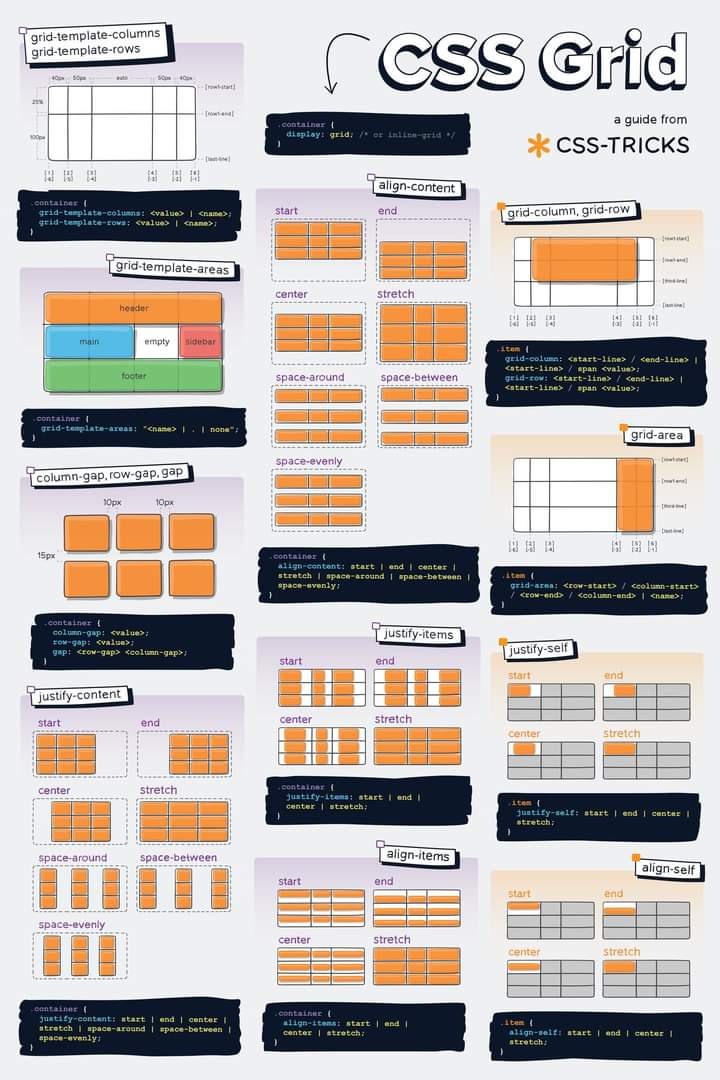 CSS Grid
a guide from
CSS-TRICKS
.container {
display: grid; /* or inline-grid */
}
grid-template-columns
grid-template-rows
40px 50px auto 50px 40px
[row1-start]
25%
[row1-end]
100px
[last-line]
[1] [2] [3] [4] [5] [6]
[-6] [-5] [-4] [-3] [-2] [-1]
.container {
grid-template-columns: <value> | <name>;
grid-template-rows: <value> | <name>;
}
grid-template-areas
header
main empty sidebar
footer
.container {
grid-template-areas: "<name> | . | none";
}
column-gap, row-gap, gap
10px 10px
15px
.container {
column-gap: <value>;
row-gap: <value>;
gap: <row-gap> <column-gap>;
}
justify-content
start end
center stretch
space-around space-between
space-evenly
.container {
justify-content: start | end | center |
stretch | space-around | space-between |
space-evenly;
}
align-content
start end
center stretch
space-around space-between
space-evenly
.container {
align-content: start | end | center |
stretch | space-around | space-between |
space-evenly;
}
justify-items
start end
center stretch
.container {
justify-items: start | end |
center | stretch;
}
align-items
start end
center stretch
.container {
align-items: start | end |
center | stretch;
}
grid-column, grid-row
[row1-start]
[row1-end]
[third-line]
[last-line]
[1] [2] [3] [4] [5] [6]
[-6] [-5] [-4] [-3] [-2] [-1]
.item {
grid-column: <start-line> / <end-line> |
<start-line> / span <value>;
grid-row: <start-line> / <end-line> |
<start-line> / span <value>;
}
grid-area
[row1-start]
[row1-end]
[third-line]
[last-line]
[1] [2] [3] [4] [5] [6]
[-6] [-5] [-4] [-3] [-2] [-1]
.item {
grid-area: <row-start> / <column-start>
/ <row-end> / <column-end> | <name>;
}
justify-self
start end
center stretch
.item {
justify-self: start | end | center |
stretch;
}
align-self
start end
center stretch
.item {
align-self: start | end | center |
stretch;
}